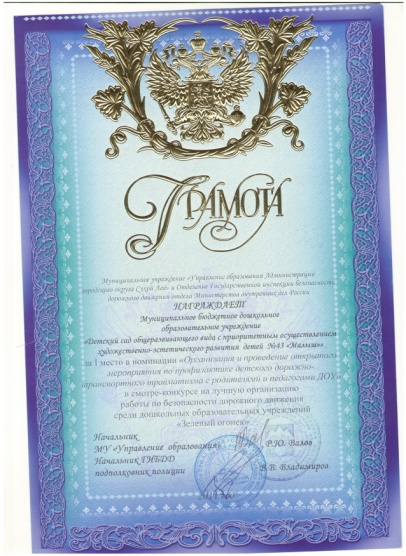 ГРАМОТА
Муниципальное учреждение «Управление образования Администрации
городского округа Сухой Лог» и Отделение Государственной инспекции безопасности
дорожного движения отдела Министерства внутренних дел России
НАГРАЖДАЕТ
Муниципальное бюджетное дошкольное
образовательное учреждение
«Детский сад общеразвивающего вида с приоритетным осуществлением
художественно-эстетического развития детей №43 «Малыш»
за 1 место в номинации «Организация и проведение открытого
мероприятия по профилактике детского дорожно-
транспортного травматизма с родителями и педагогами ДОУ»
в смотре-конкурсе на лучшую организацию
работы по безопасности дорожного движения
среди дошкольных образовательных учреждений
«Зеленый огонек»
Начальник
МУ «Управление образования» Р.Ю. Валов
Начальник ГИБДД
подполковник полиции В.В. Владимиров